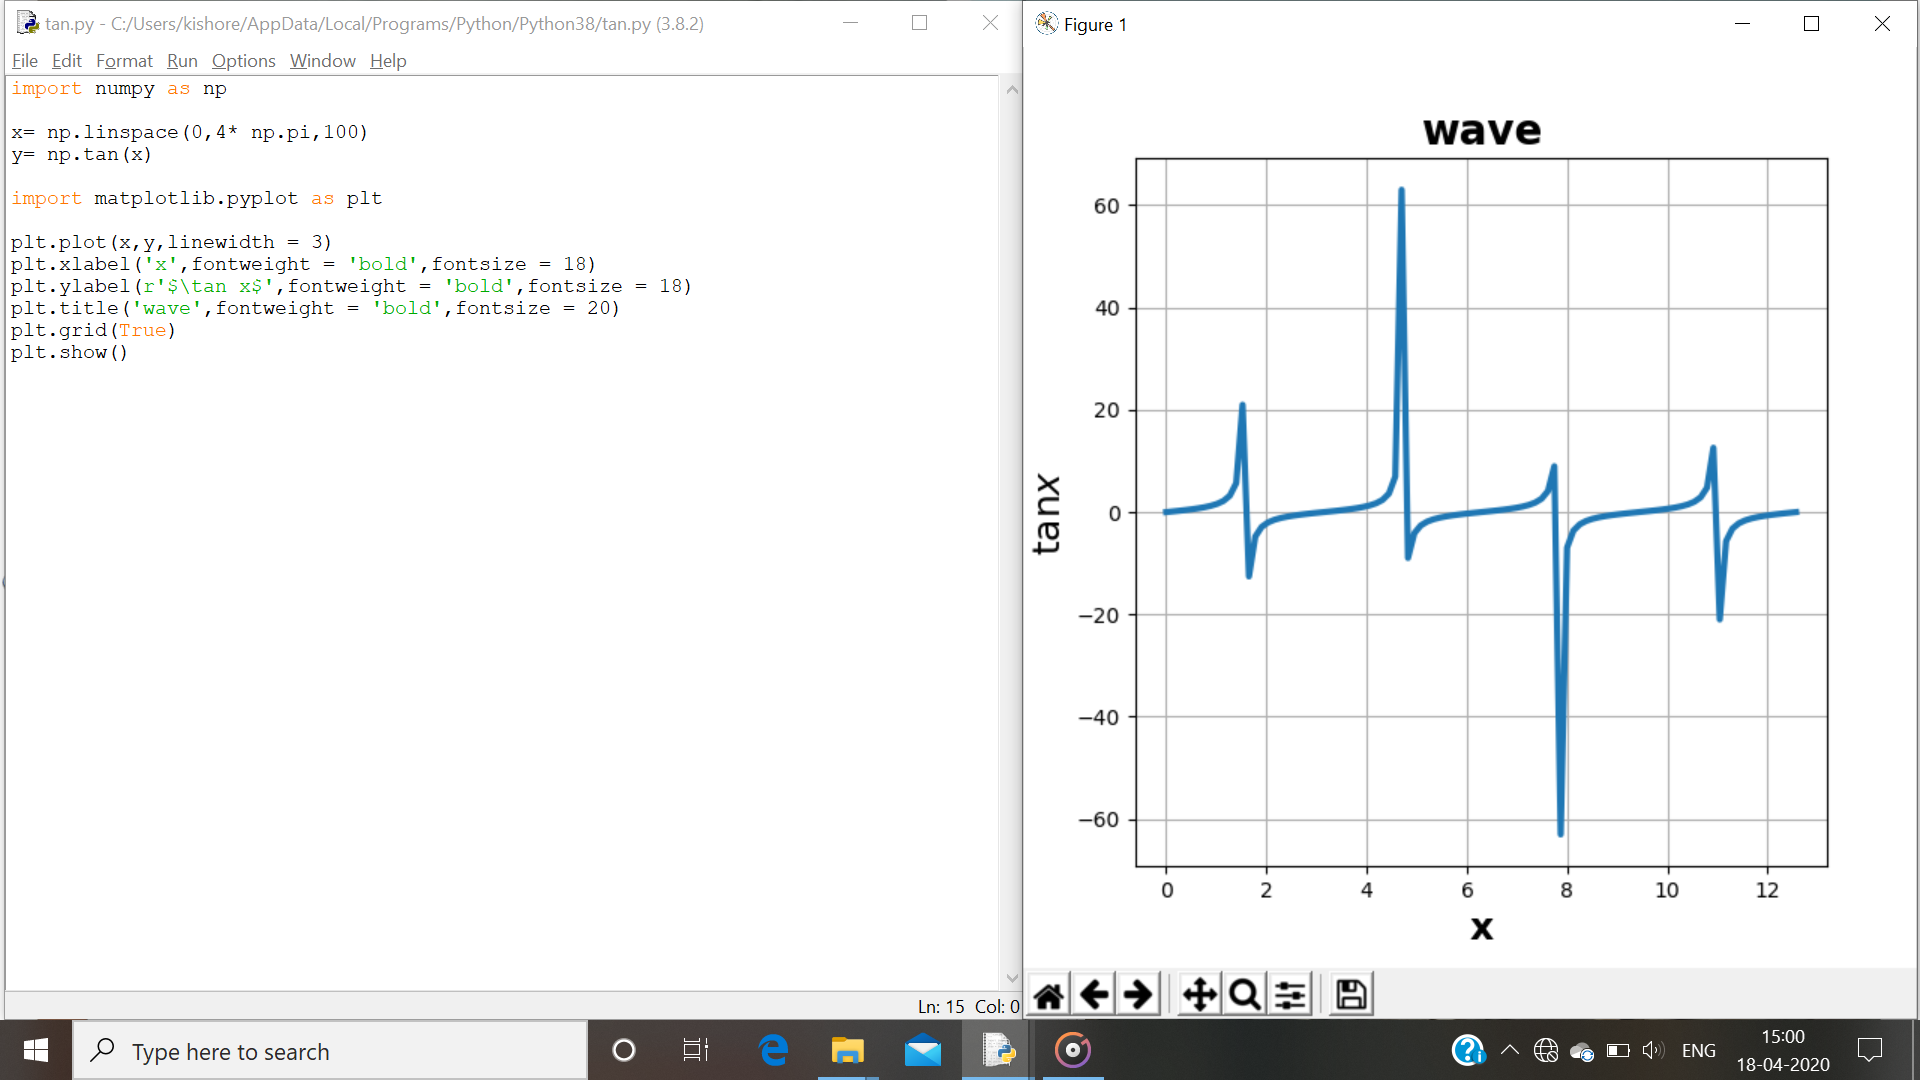 tan.py - C:/Users/kishore/AppData/Local/Programs/Python/Python38/tan.py (3.8.2)
File Edit Format Run Options Window Help
import numpy as np
x= np.linspace(0,4* np.pi,100)
y= np.tan(x)
import matplotlib.pyplot as plt
plt.plot(x,y,linewidth = 3)
plt.xlabel('x',fontweight = 'bold',fontsize = 18)
plt.ylabel(r'$\tan x$',fontweight = 'bold',fontsize = 18)
plt.title('wave',fontweight = 'bold',fontsize = 20)
plt.grid(True)
plt.show()
Ln: 15 Col: 0
Figure 1
wave
60
40
20
0
−20
−40
−60
tanx
0 2 4 6 8 10 12
x
Type here to search
ENG
15:00
18-04-2020